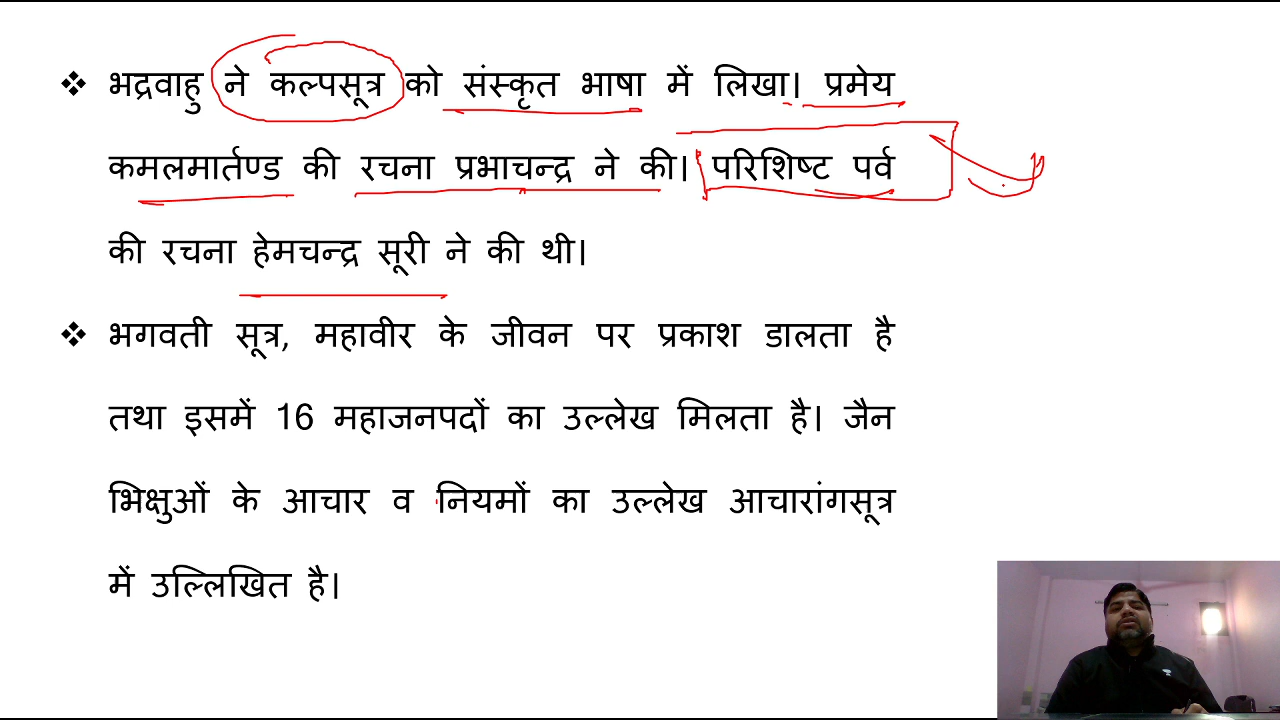 ❖ भद्रवाहु ने कल्पसूत्र को संस्कृत भाषा में लिखा। प्रमेय
कमलमार्तण्ड की रचना प्रभाचन्द्र ने की। परिशिष्ट पर्व
की रचना हेमचन्द्र सूरी ने की थी।
❖ भगवती सूत्र, महावीर के जीवन पर प्रकाश डालता है
तथा इसमें 16 महाजनपदों का उल्लेख मिलता है। जैन
भिक्षुओं के आचार व नियमों का उल्लेख आचारांगसूत्र
में उल्लिखित है।